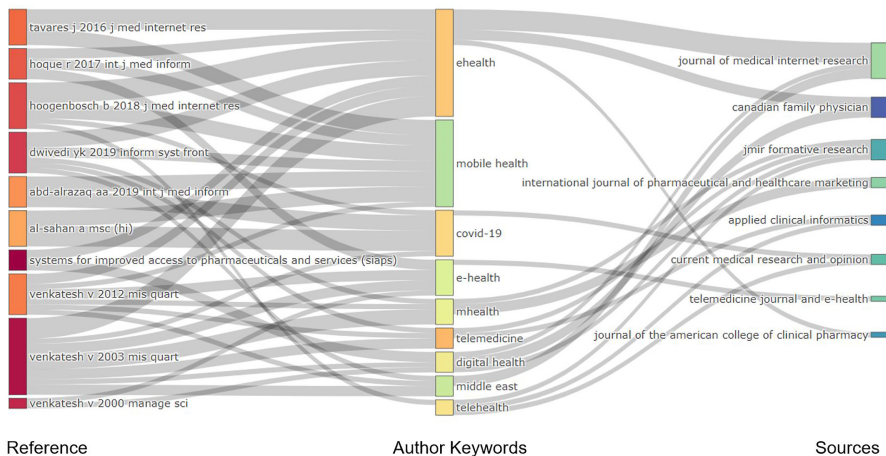 tavares j 2016 j med internet res
hoque r 2017 int j med inform
hoogenbosch b 2018 j med internet res
dwivedi yk 2019 inform syst front
abd-alrazaq aa 2019 int j med inform
al-sahan a msc (hi)
systems for improved access to pharmaceuticals and services (siaps)
venkatesh v 2012 mis quart
venkatesh v 2003 mis quart
venkatesh v 2000 manage sci
ehealth
mobile health
covid-19
e-health
mhealth
telemedicine
digital health
middle east
telehealth
journal of medical internet research
canadian family physician
jmir formative research
international journal of pharmaceutical and healthcare marketing
applied clinical informatics
current medical research and opinion
telemedicine journal and e-health
journal of the american college of clinical pharmacy
Reference
Author Keywords
Sources